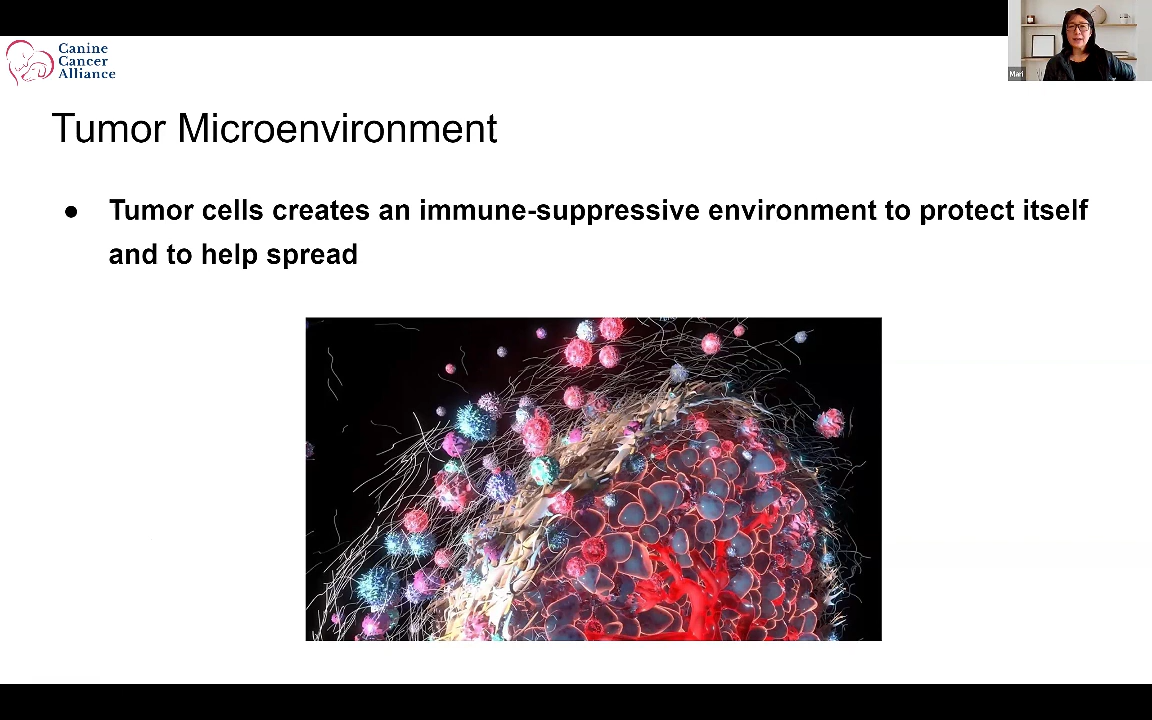 Canine
Cancer
Alliance
Mari
Tumor Microenvironment
● Tumor cells creates an immune-suppressive environment to protect itself
and to help spread